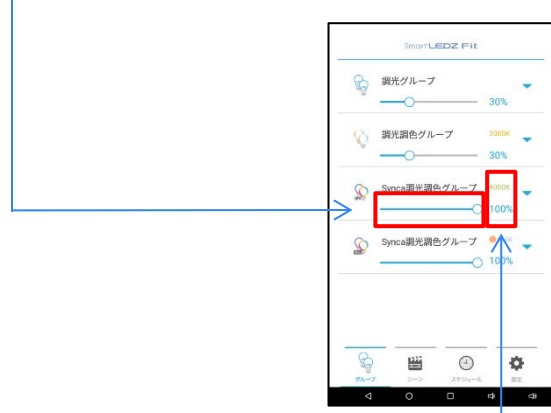 Smart LEDZ Fit
調光グループ
30%
調光調色グループ 3000K
30%
Synca調光調色グループ 4000K
100%
Synca調光調色グループ
100%
グループ シーン スケジュール 設定